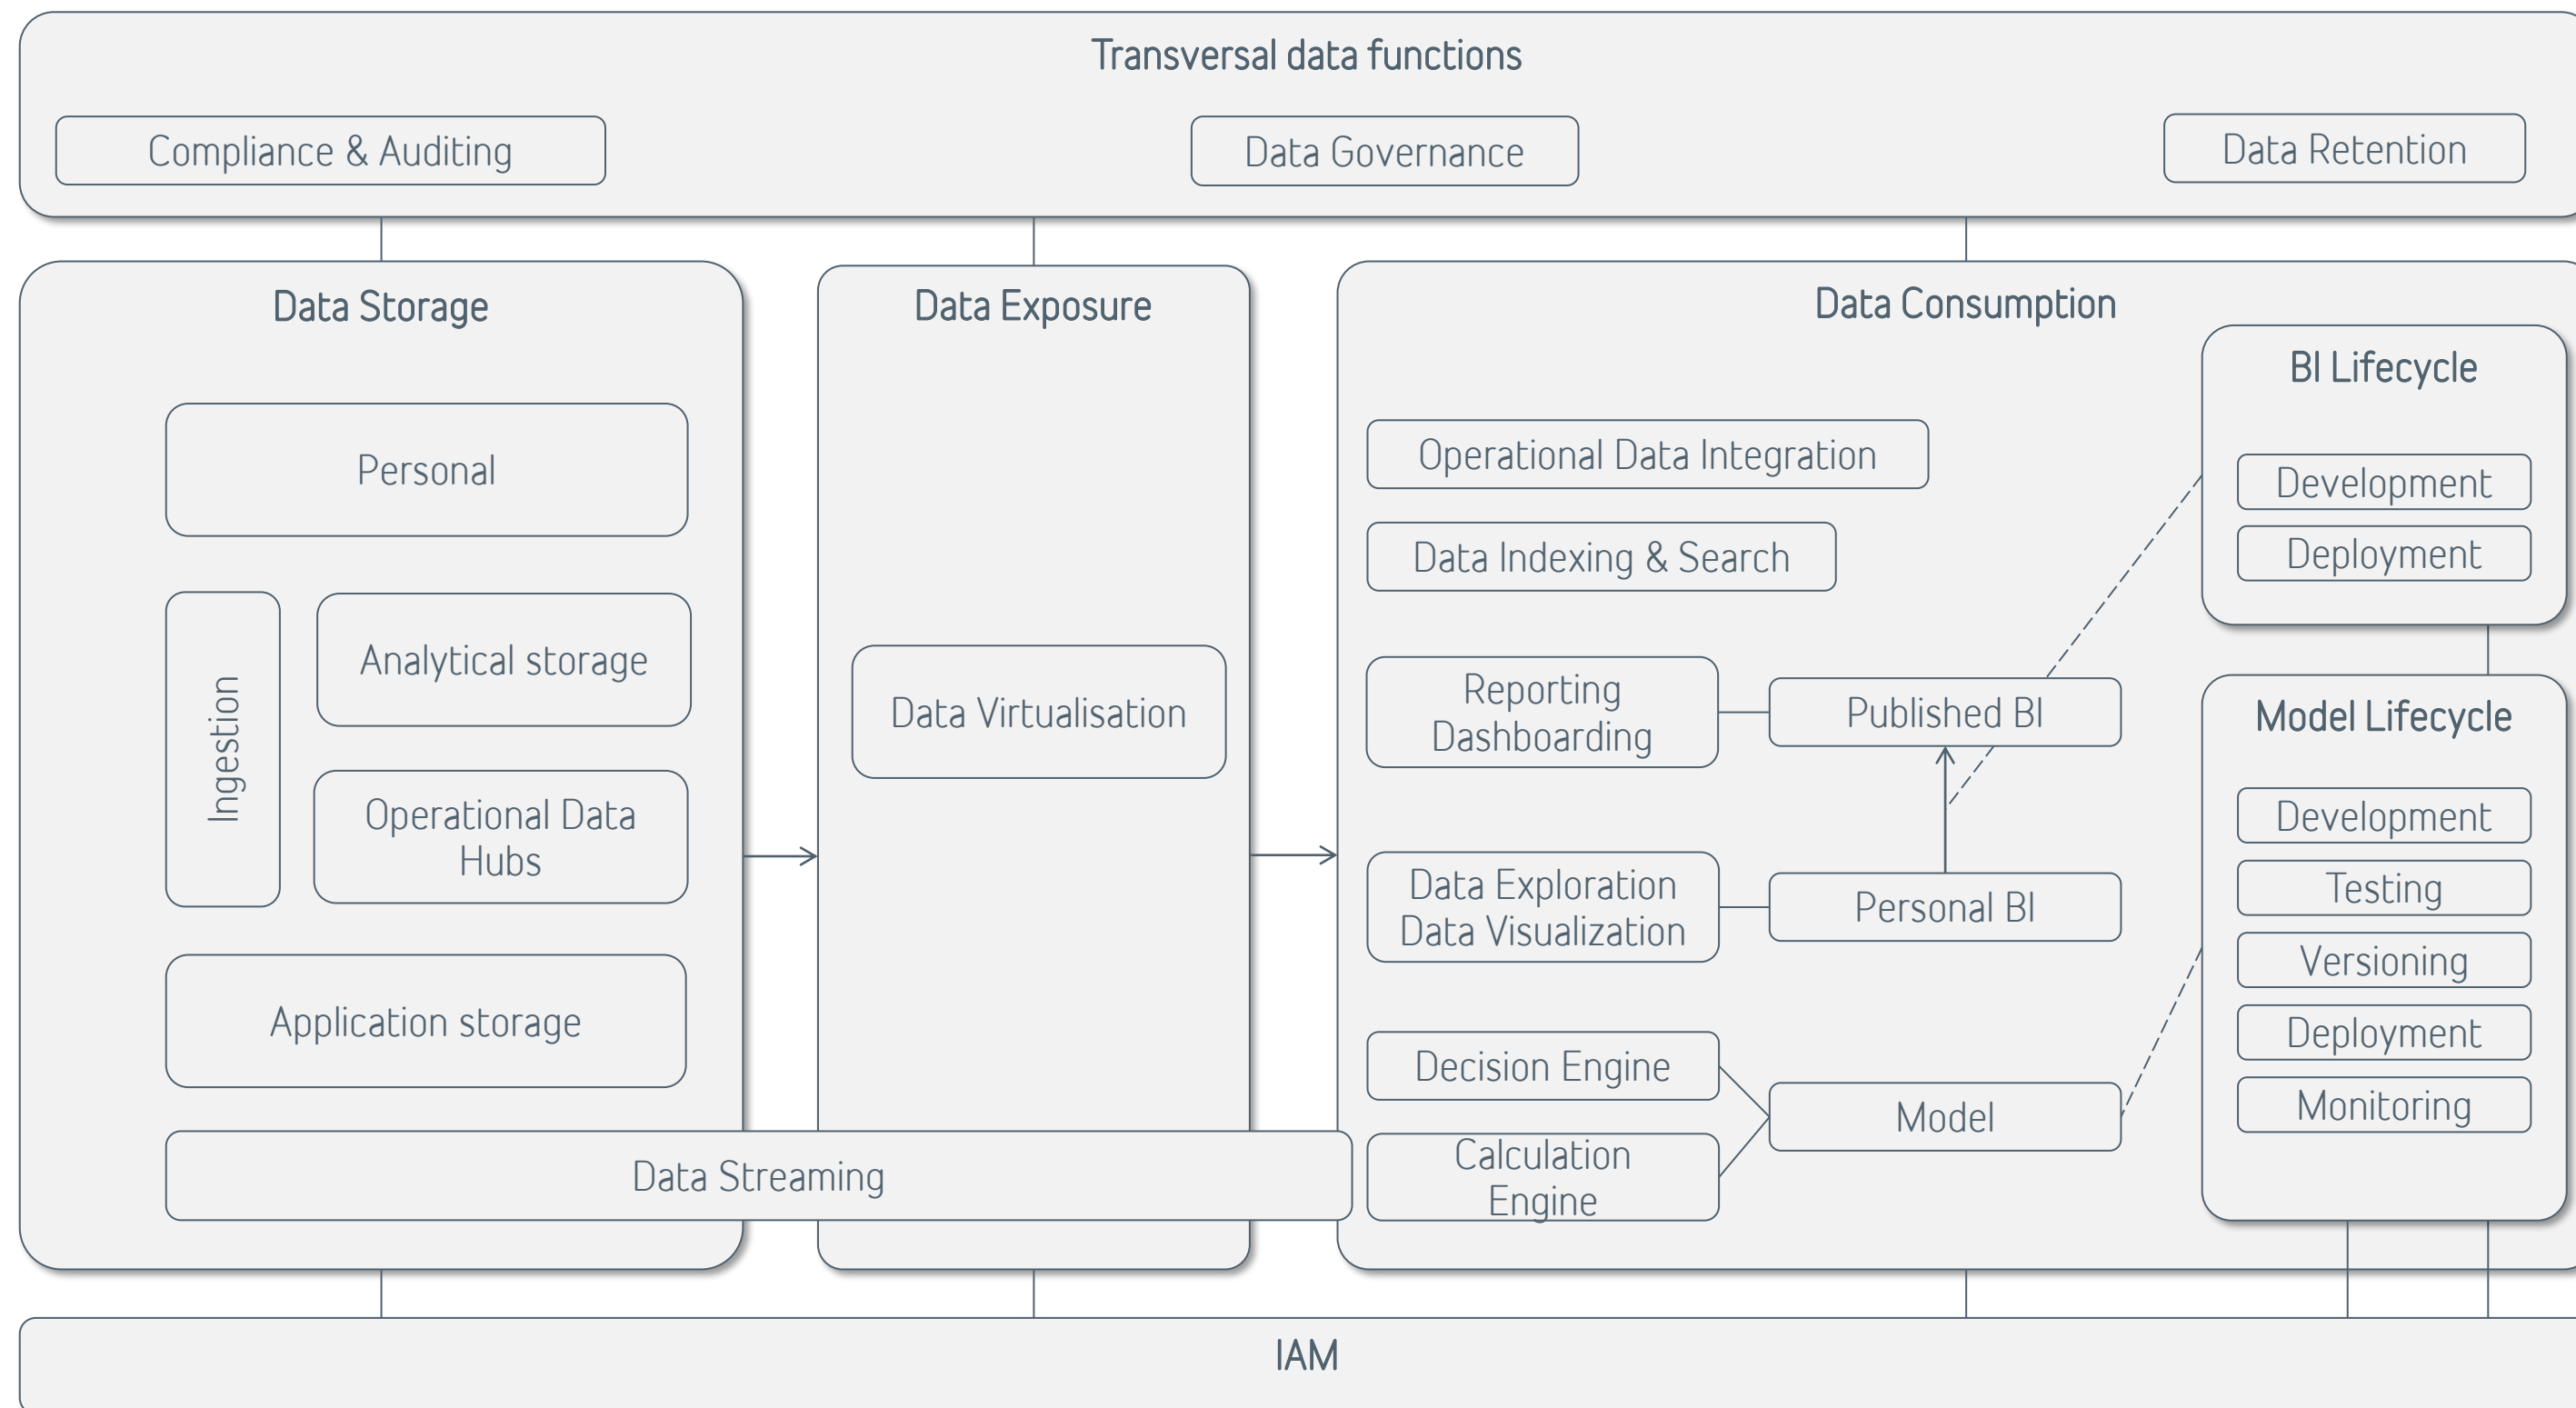 Transversal data functions
Compliance & Auditing
Data Governance
Data Retention
Data Storage
Personal
Ingestion
Analytical storage
Operational Data
Hubs
Application storage
Data Streaming
Data Exposure
Data Virtualisation
Data Consumption
Operational Data Integration
Data Indexing & Search
Reporting
Dashboarding
Published BI
Data Exploration
Data Visualization
Personal BI
Decision Engine
Calculation
Engine
Model
BI Lifecycle
Development
Deployment
Model Lifecycle
Development
Testing
Versioning
Deployment
Monitoring
IAM